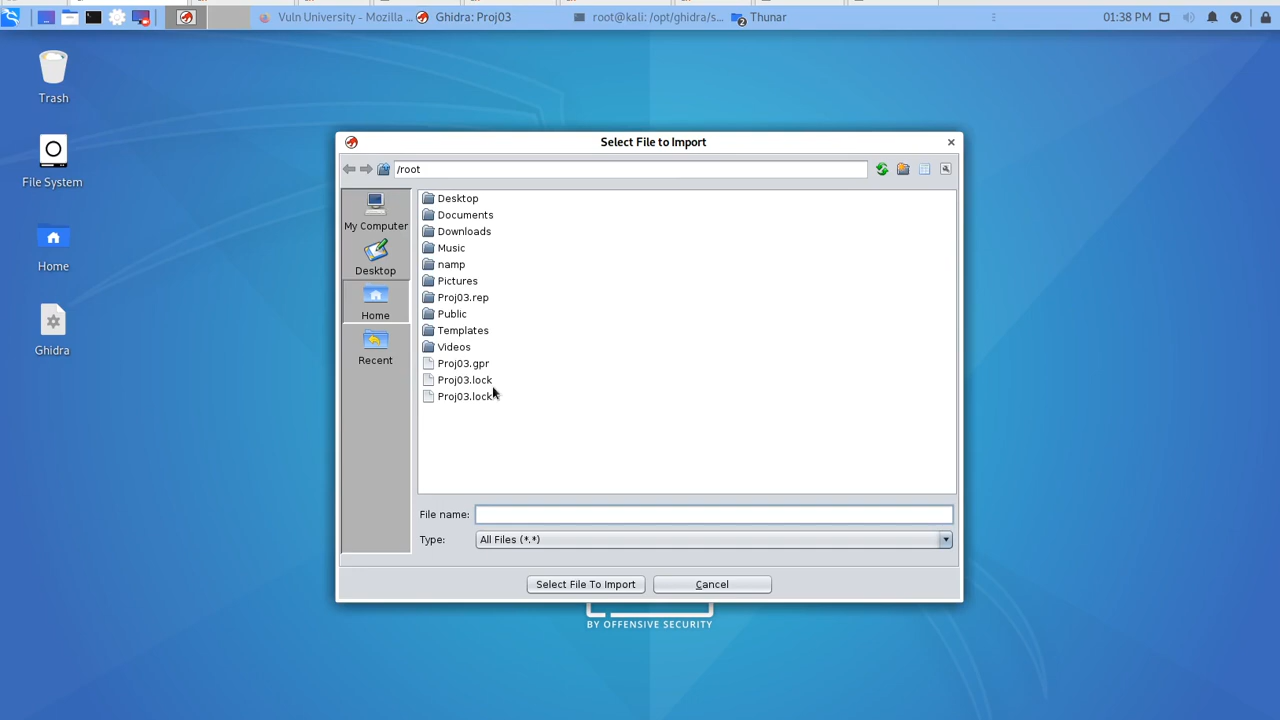 Vuln University - Mozilla ... Ghidra: Proj03 root@kali: /opt/ghidra/s... Thunar 01:38 PM
2
Trash
File System
Home
Ghidra
Select File to Import
/root
My Computer
Desktop
Home
Recent
Desktop
Documents
Downloads
Music
namp
Pictures
Proj03.rep
Public
Templates
Videos
Proj03.gpr
Proj03.lock
Proj03.lock
File name:
Type: All Files (*.*)
Select File To Import Cancel
BY OFFENSIVE SECURITY